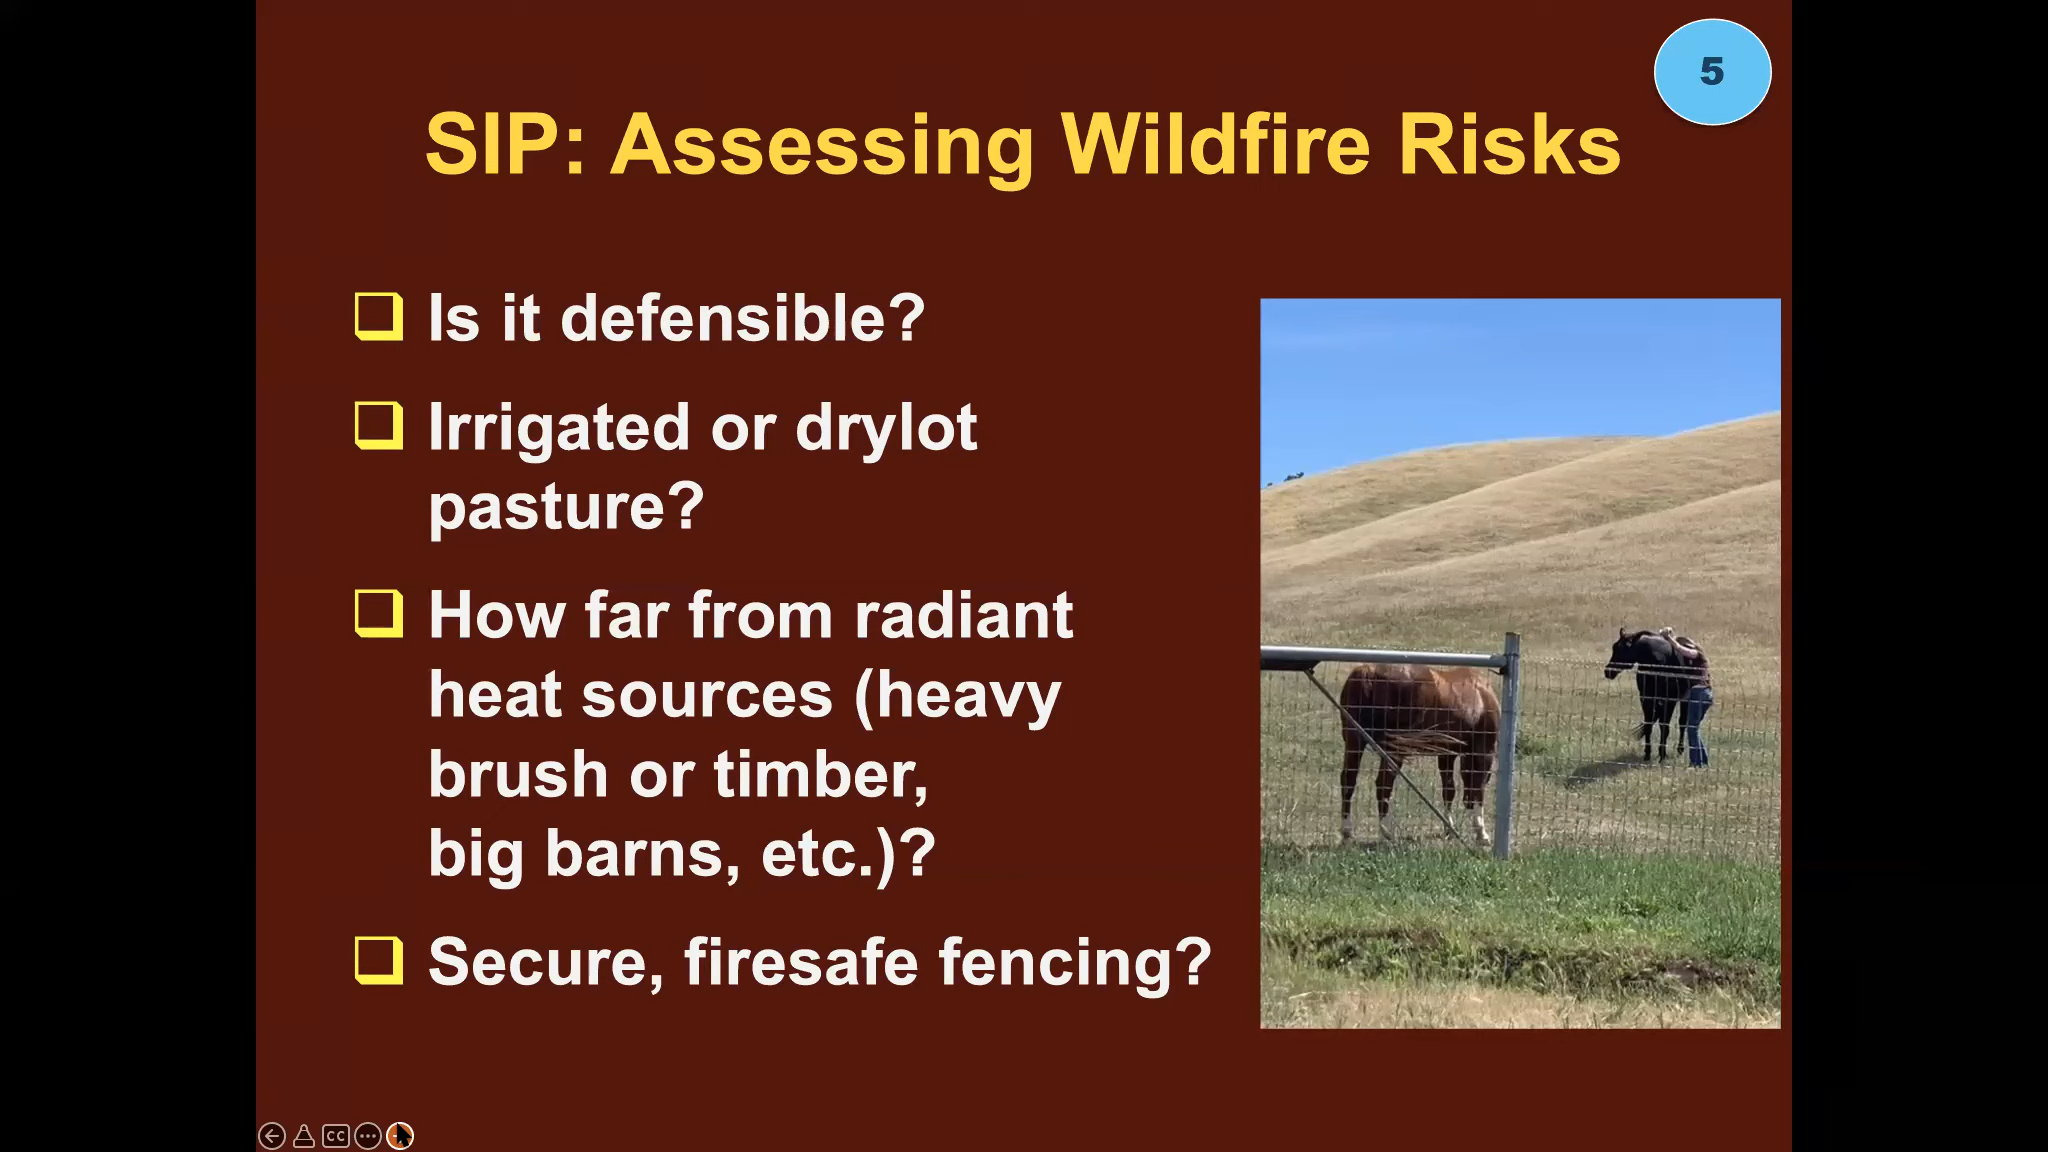 5
SIP: Assessing Wildfire Risks
Is it defensible?
Irrigated or drylot
pasture?
How far from radiant
heat sources (heavy
brush or timber,
big barns, etc.)?
Secure, firesafe fencing?
CC